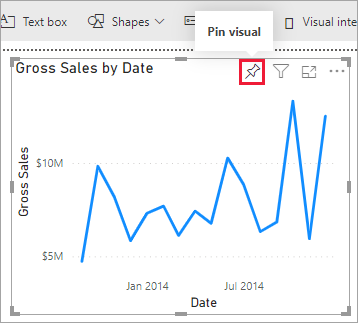 Text box Shapes Visual inte
Pin visual
Gross Sales by Date
Gross Sales
$10M
$5M
Jan 2014 Jul 2014
Date